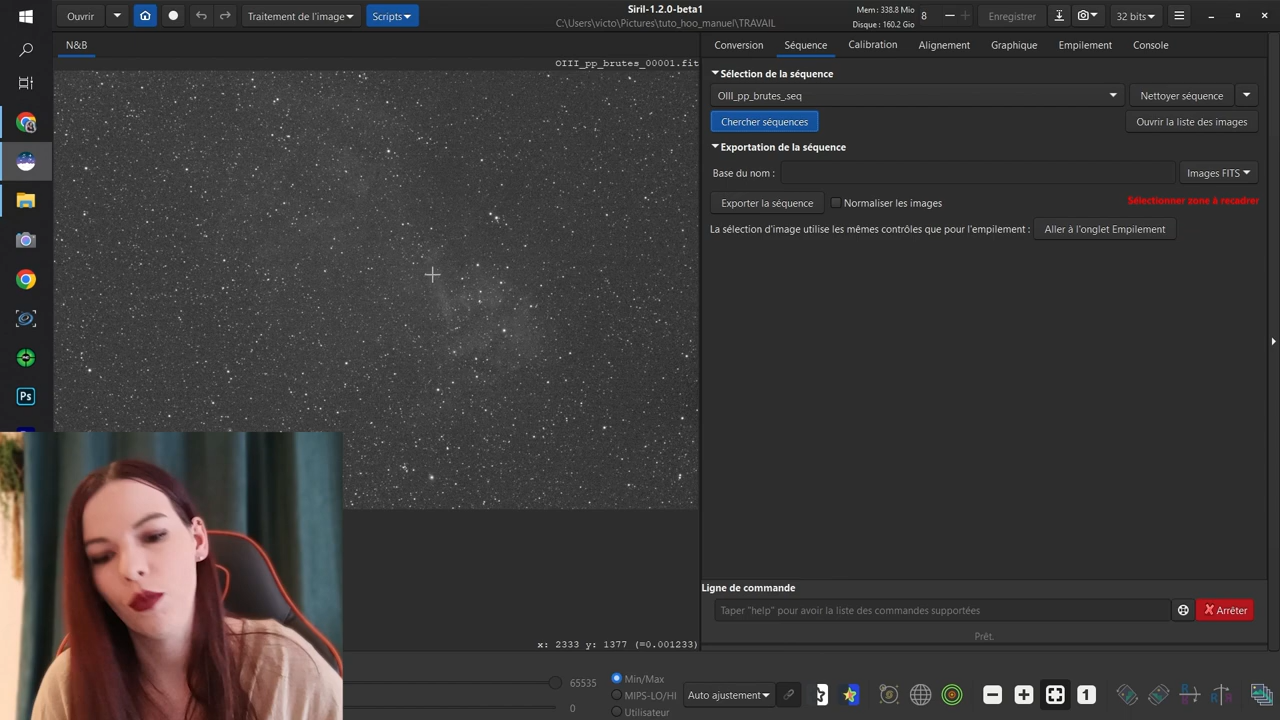 Ouvrir
Traitement de l'image
Scripts
Siril-1.2.0-beta1
C:\Users\victo\Pictures\tuto_hoo_manuel\TRAVAIL
Mem : 338.8 Mio
Disque : 160.2 Gio
8
Enregistrer
32 bits
N&B
OIII_pp_brutes_00001.fit
Conversion
Séquence
Calibration
Alignement
Graphique
Empilement
Console
Sélection de la séquence
OIII_pp_brutes_.seq
Nettoyer séquence
Chercher séquences
Ouvrir la liste des images
Exportation de la séquence
Base du nom :
Images FITS
Exporter la séquence
Normaliser les images
Sélectionner zone à recadrer
La sélection d'image utilise les mêmes contrôles que pour l'empilement :
Aller à l'onglet Empilement
Ps
Ligne de commande
Taper "help" pour avoir la liste des commandes supportées
Arrêter
Prêt.
x: 2333 y: 1377 (=0.001233)
65535
0
Min/Max
MIPS-LO/HI
Utilisateur
Auto ajustement
1